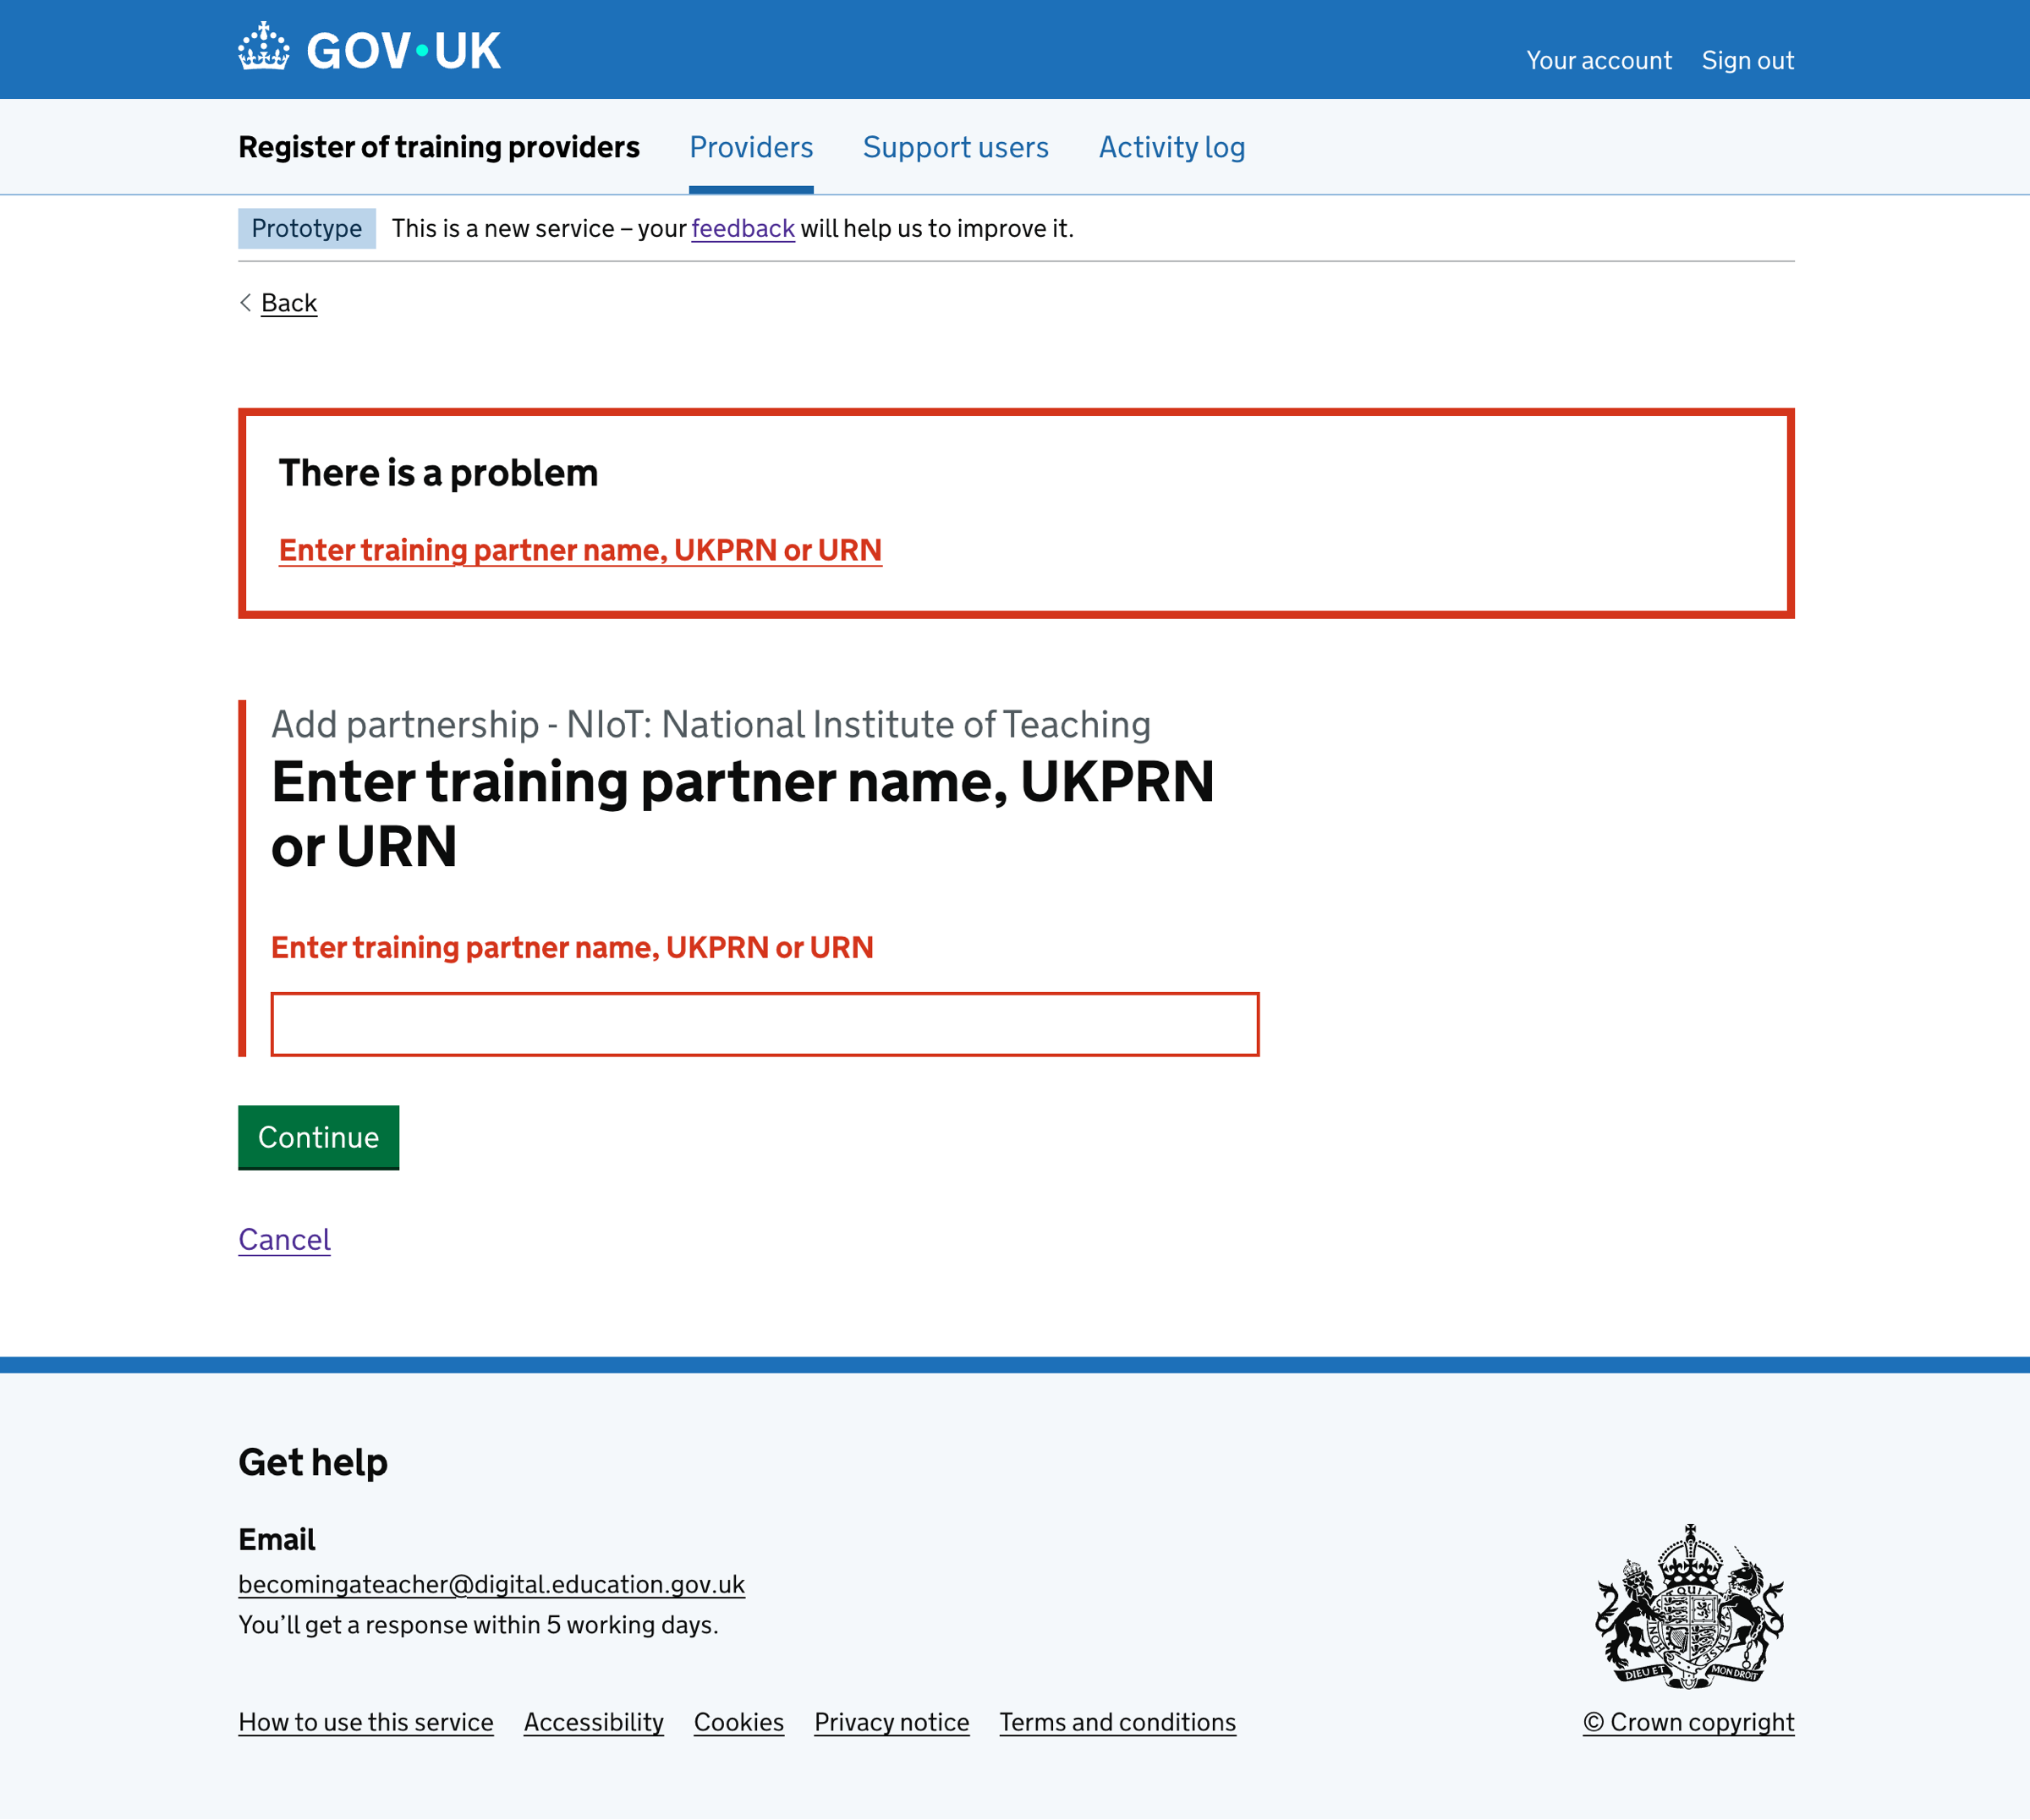 GOV·UK
Your account
Sign out
Register of training providers
Providers
Support users
Activity log
Prototype
This is a new service – your feedback will help us to improve it.
Back
There is a problem
Enter training partner name, UKPRN or URN
Add partnership - NIoT: National Institute of Teaching
Enter training partner name, UKPRN
or URN
Enter training partner name, UKPRN or URN
Continue
Cancel
Get help
Email
becomingateacher@digital.education.gov.uk
You’ll get a response within 5 working days.
DIEU ET MON DROIT
How to use this service
Accessibility
Cookies
Privacy notice
Terms and conditions
© Crown copyright